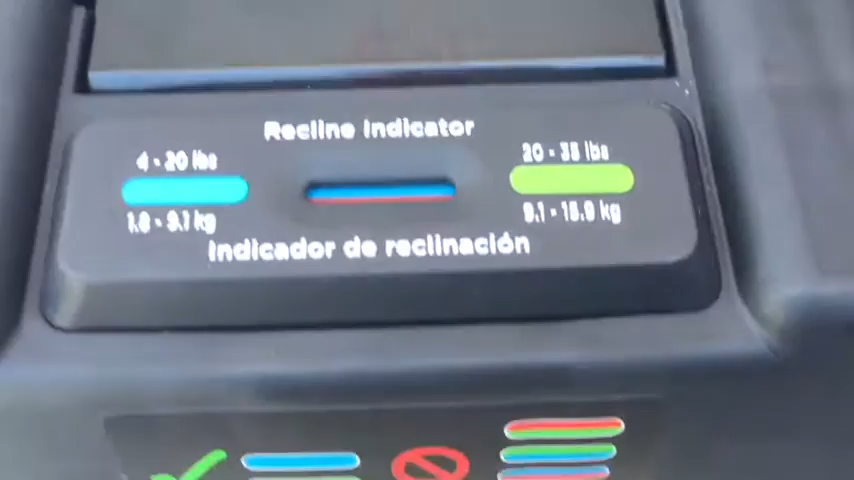 Recline Indicator
4 - 20 lbs
20 - 35 lbs
1.8 - 9.1 kg
9.1 - 15.9 kg
Indicador de reclinación